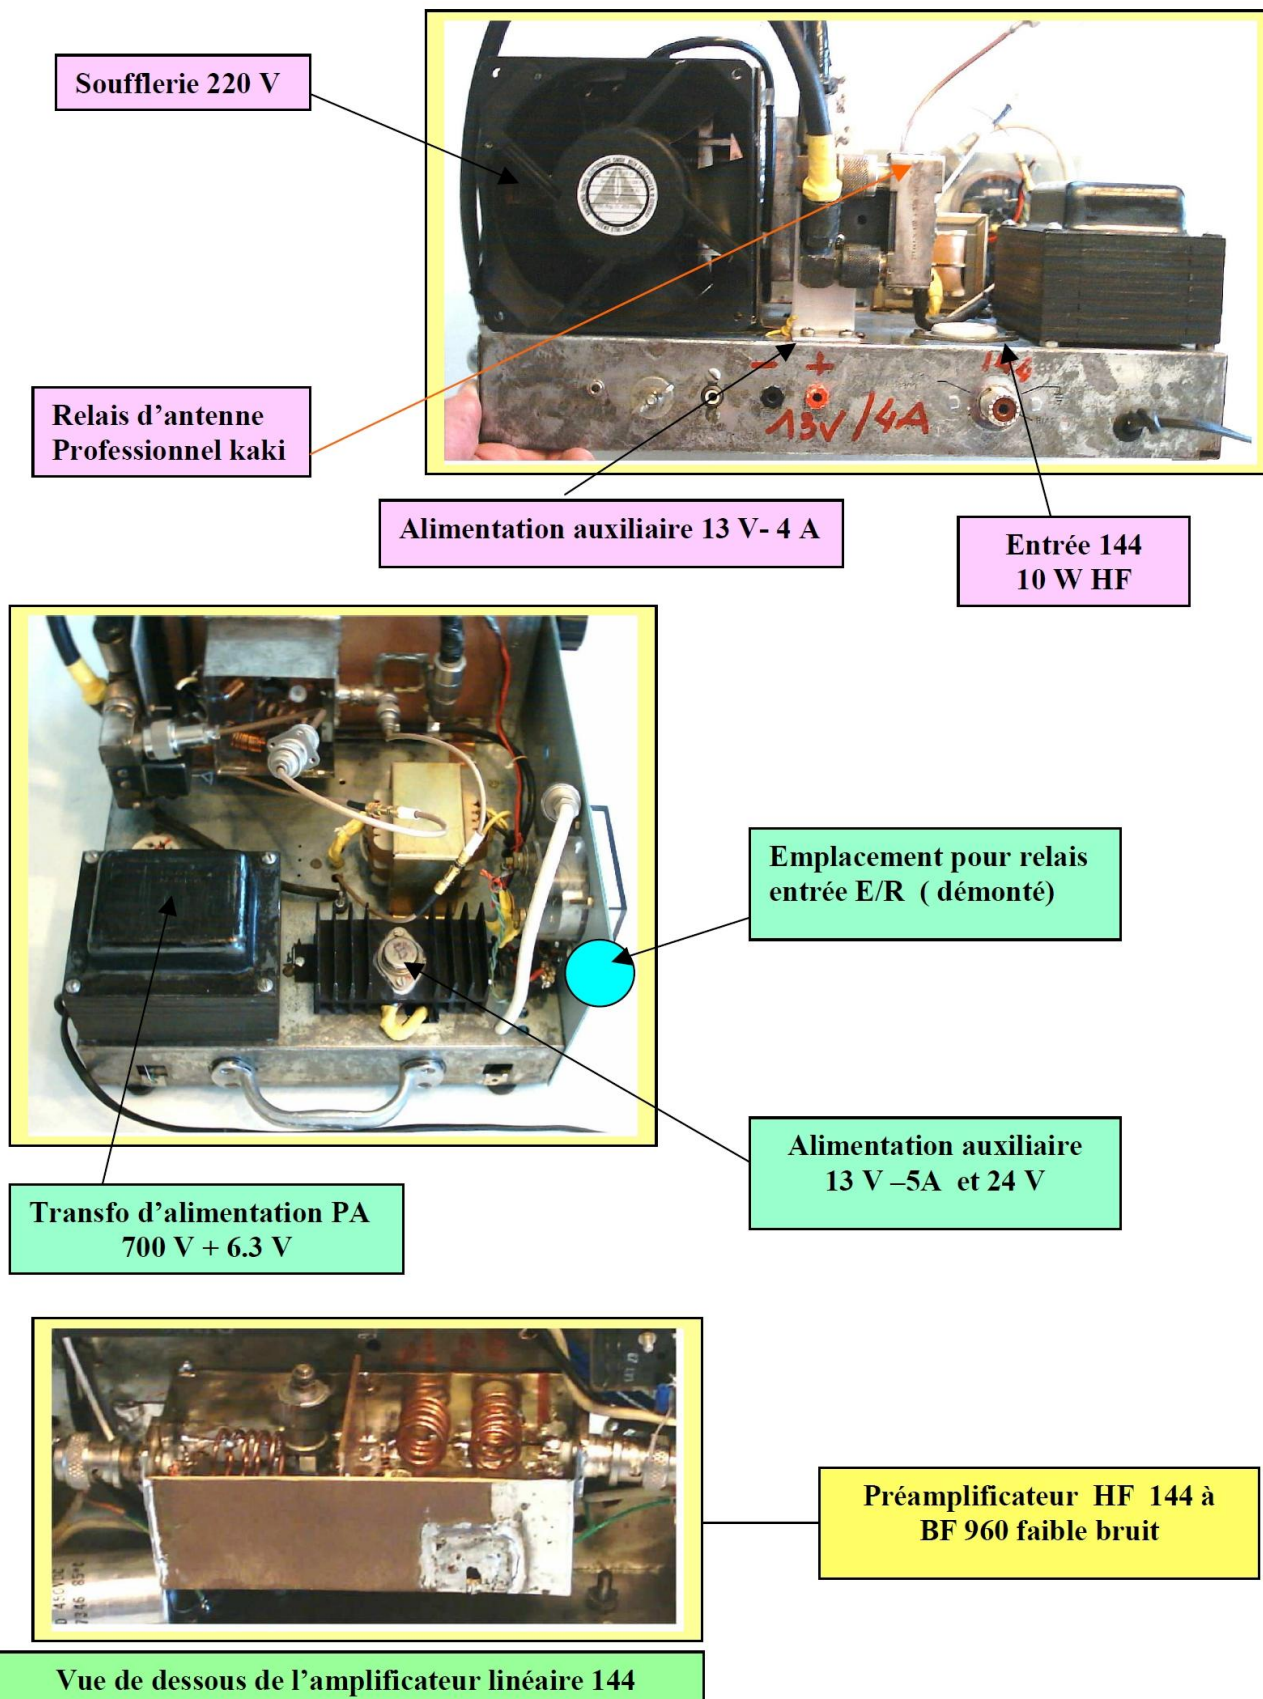 Soufflerie 220 V
Relais d’antenne
Professionnel kaki
- +
13V/4A
144
Alimentation auxiliaire 13 V- 4 A
Entrée 144
10 W HF
Emplacement pour relais
entrée E/R ( démonté)
Alimentation auxiliaire
13 V –5A et 24 V
Transfo d’alimentation PA
700 V + 6.3 V
Préamplificateur HF 144 à
BF 960 faible bruit
Vue de dessous de l’amplificateur linéaire 144